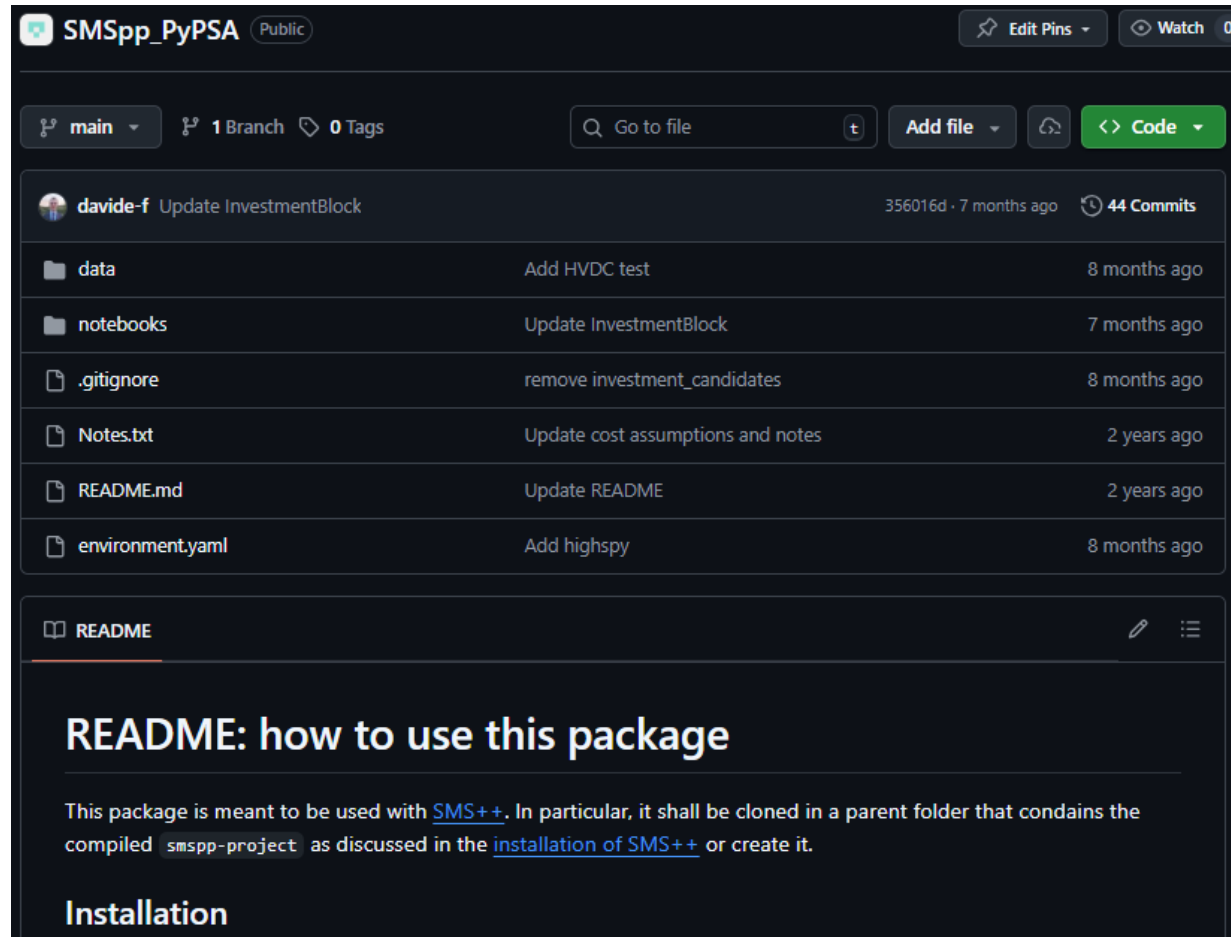 SMSpp_PyPSA Public Edit Pins Watch 0
main 1 Branch 0 Tags Go to file t Add file Code
davide-f Update InvestmentBlock 356016d · 7 months ago 44 Commits
data Add HVDC test 8 months ago
notebooks Update InvestmentBlock 7 months ago
.gitignore remove investment_candidates 8 months ago
Notes.txt Update cost assumptions and notes 2 years ago
README.md Update README 2 years ago
environment.yaml Add highspy 8 months ago
README
README: how to use this package
This package is meant to be used with SMS++. In particular, it shall be cloned in a parent folder that condains the
compiled smspp-project as discussed in the installation of SMS++ or create it.
Installation